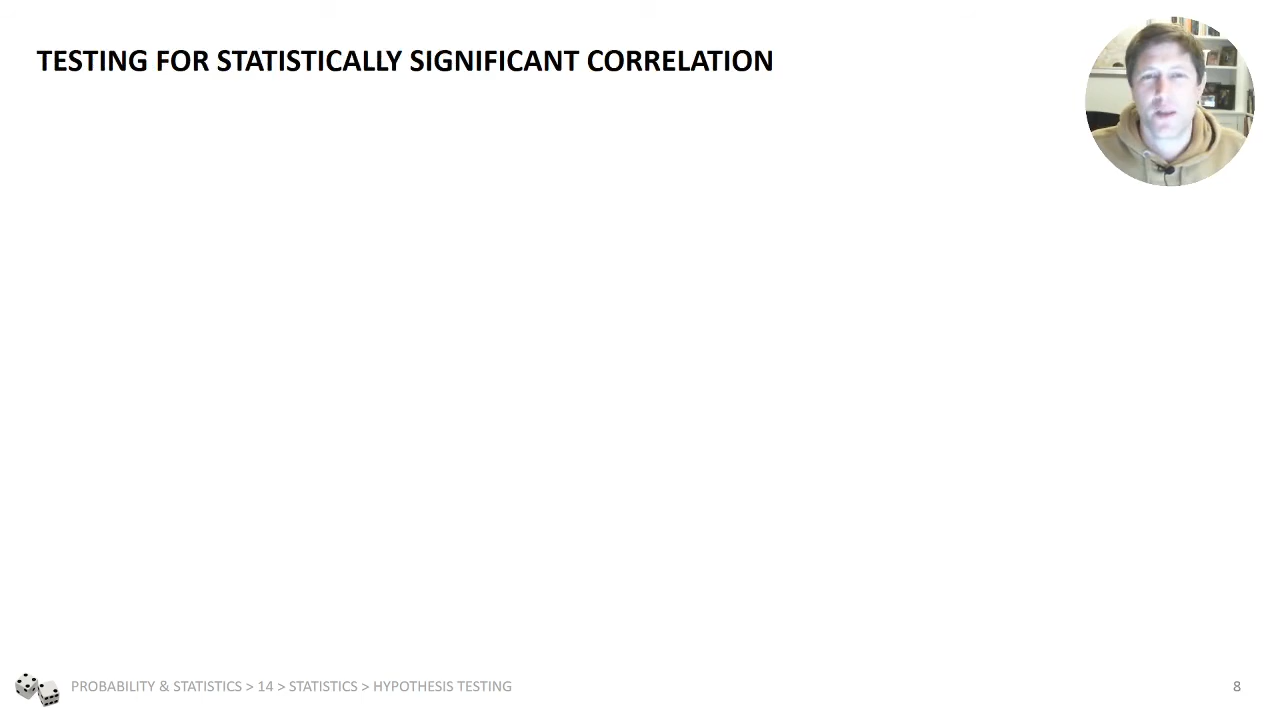 TESTING FOR STATISTICALLY SIGNIFICANT CORRELATION
PROBABILITY & STATISTICS > 14 > STATISTICS > HYPOTHESIS TESTING
8